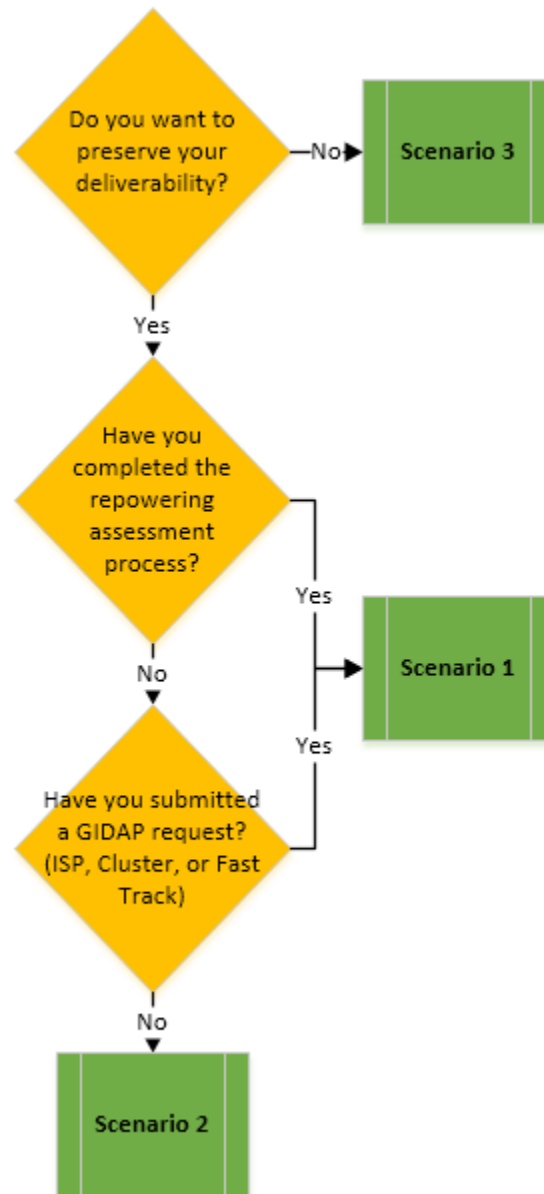 Do you want to
preserve your
deliverability?
No
Scenario 3
Yes
Have you
completed the
repowering
assessment
process?
Yes
Scenario 1
No
Yes
Have you submitted
a GIDAP request?
(ISP, Cluster, or Fast
Track)
No
Scenario 2